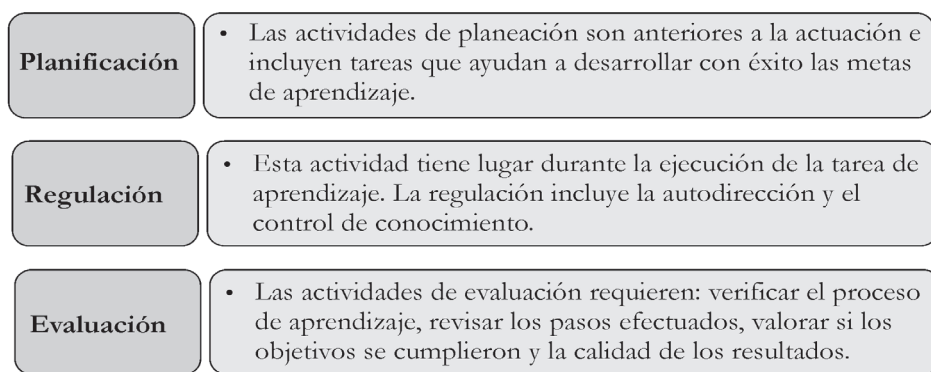 Planificación
• Las actividades de planeación son anteriores a la actuación e
incluyen tareas que ayudan a desarrollar con éxito las metas
de aprendizaje.
Regulación
• Esta actividad tiene lugar durante la ejecución de la tarea de
aprendizaje. La regulación incluye la autodirección y el
control de conocimiento.
Evaluación
• Las actividades de evaluación requieren: verificar el proceso
de aprendizaje, revisar los pasos efectuados, valorar si los
objetivos se cumplieron y la calidad de los resultados.